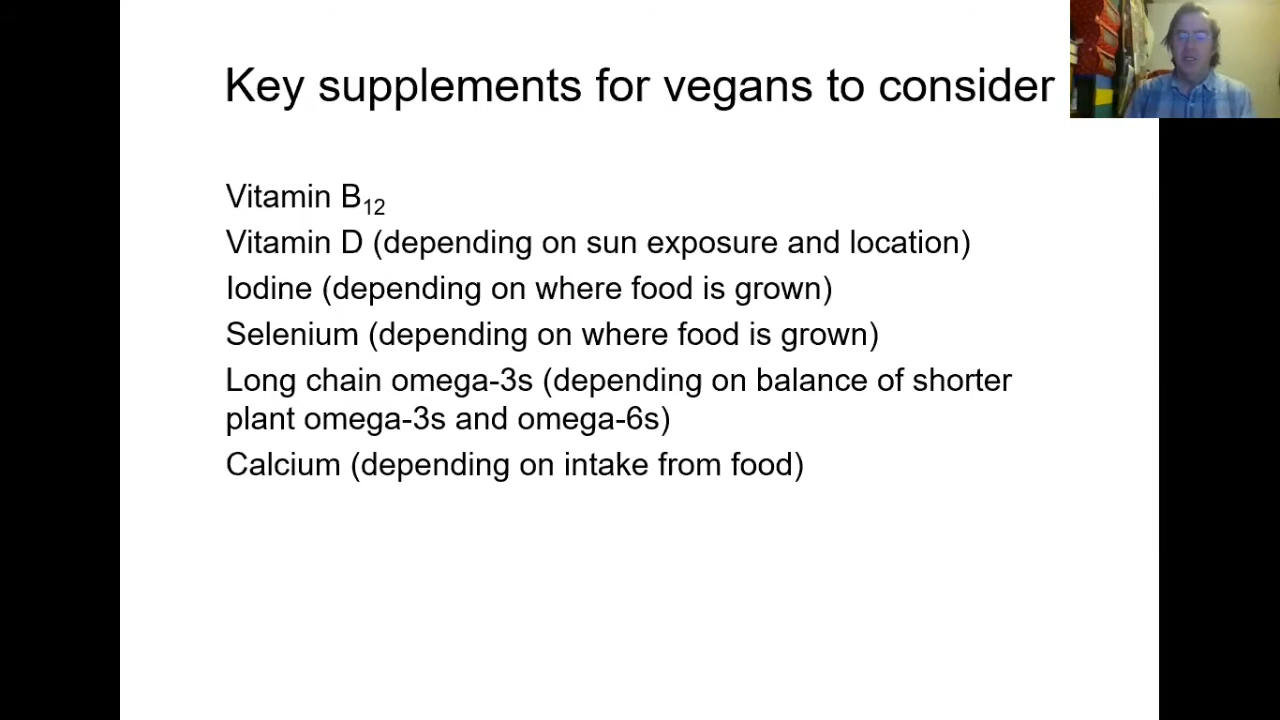 Key supplements for vegans to consider
Vitamin B₁₂
Vitamin D (depending on sun exposure and location)
Iodine (depending on where food is grown)
Selenium (depending on where food is grown)
Long chain omega-3s (depending on balance of shorter
plant omega-3s and omega-6s)
Calcium (depending on intake from food)